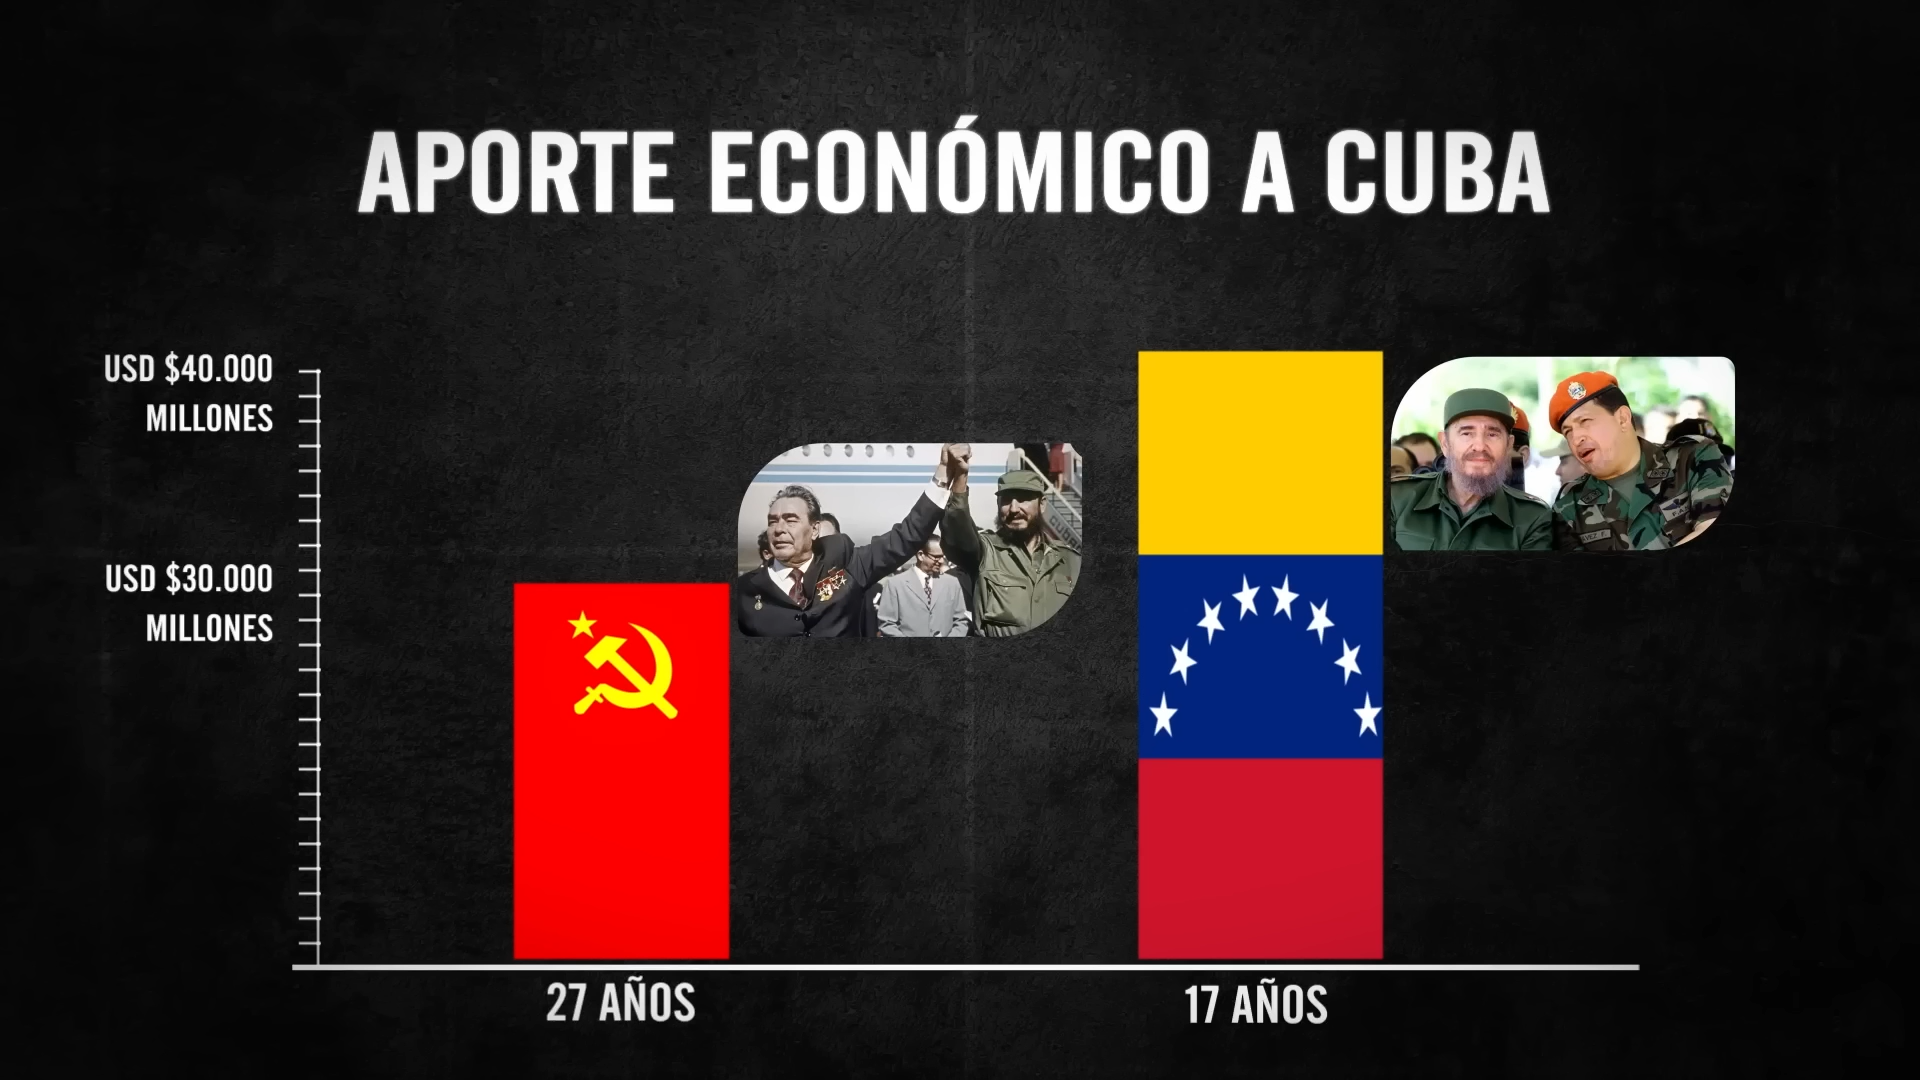 APORTE ECONÓMICO A CUBA
USD $40.000
MILLONES
USD $30.000
MILLONES
27 AÑOS
17 AÑOS